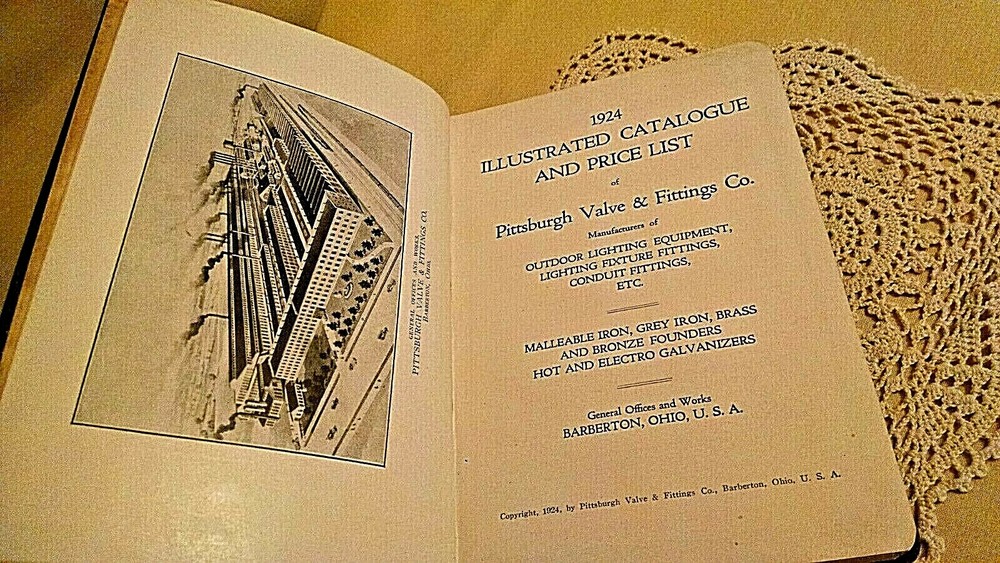 GENERAL OFFICES AND WORKS,
PITTSBURGH VALVE & FITTINGS CO.
BARBERTON, OHIO.
1924
ILLUSTRATED CATALOGUE
AND PRICE LIST
of
Pittsburgh Valve & Fittings Co.
Manufacturers of
OUTDOOR LIGHTING EQUIPMENT,
LIGHTING FIXTURE FITTINGS,
CONDUIT FITTINGS,
ETC.
MALLEABLE IRON, GREY IRON, BRASS
AND BRONZE FOUNDERS
HOT AND ELECTRO GALVANIZERS
General Offices and Works
BARBERTON, OHIO, U. S. A.
Copyright, 1924, by Pittsburgh Valve & Fittings Co., Barberton, Ohio, U. S. A.